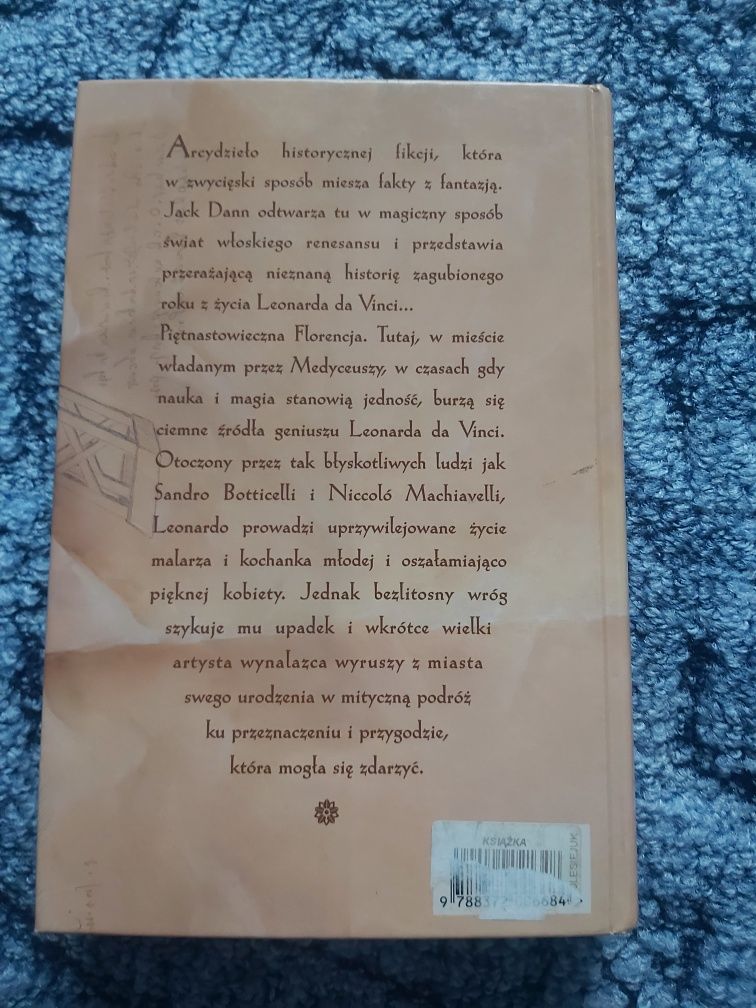 Arcydzieło historycznej fikcji, która
w zwycięski sposób miesza fakty z fantazją.
Jack Dann odtwarza tu w magiczny sposób
świat włoskiego renesansu i przedstawia
przerażającą nieznaną historię zagubionego
roku z życia Leonarda da Vinci...
Piętnastowieczna Florencja. Tutaj, w mieście
władanym przez Medyceuszy, w czasach gdy
nauka i magia stanowią jedność, burzą się
ciemne źródła geniuszu Leonarda da Vinci.
Otoczony przez tak błyskotliwych ludzi jak
Sandro Botticelli i Niccoló Machiavelli,
Leonardo prowadzi uprzywilejowane życie
malarza i kochanka młodej i oszałamiająco
pięknej kobiety. Jednak bezlitosny wróg
szykuje mu upadek i wkrótce wielki
artysta wynalazca wyruszy z miasta
swego urodzenia w mityczną podróż
ku przeznaczeniu i przygodzie,
która mogła się zdarzyć.
KSIĄŻKA
OLESIEJUK
9 788372